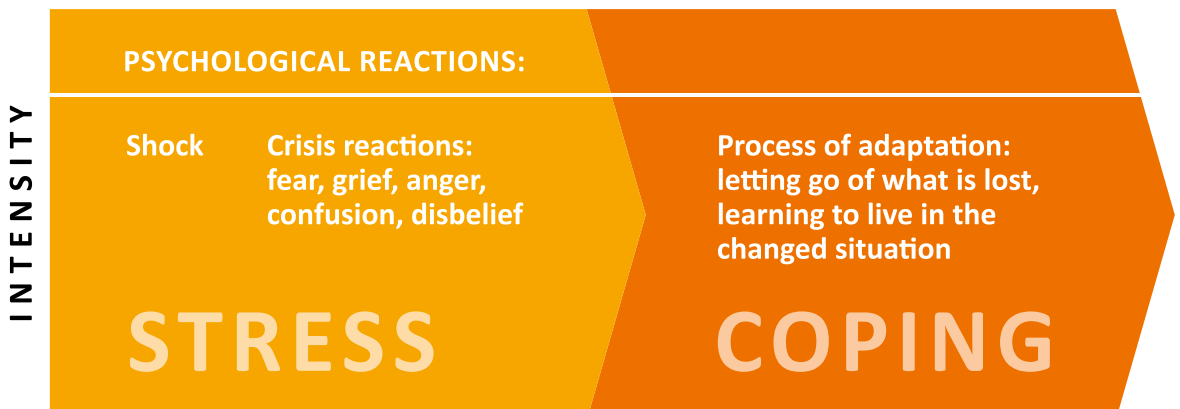 INTENSITY
PSYCHOLOGICAL REACTIONS:
Shock
Crisis reactions:
fear, grief, anger,
confusion, disbelief
STRESS
Process of adaptation:
letting go of what is lost,
learning to live in the
changed situation
COPING